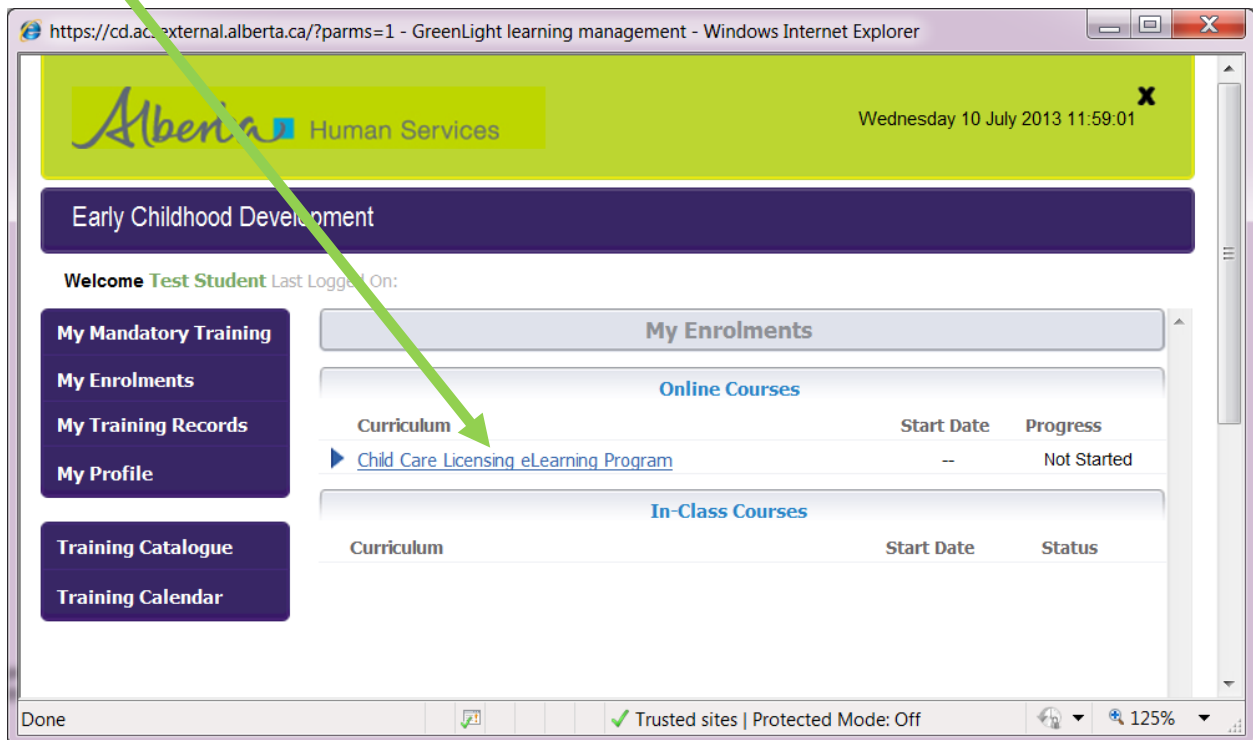 https://cd.acs.external.alberta.ca/?parms=1 - GreenLight learning management - Windows Internet Explorer
Alberta Human Services
Wednesday 10 July 2013 11:59:01
X
Early Childhood Development
Welcome Test Student Last Logged On:
My Mandatory Training
My Enrolments
My Training Records
My Profile
Training Catalogue
Training Calendar
My Enrolments
Online Courses
Curriculum Start Date Progress
Child Care Licensing eLearning Program -- Not Started
In-Class Courses
Curriculum Start Date Status
Done Trusted sites | Protected Mode: Off 125%